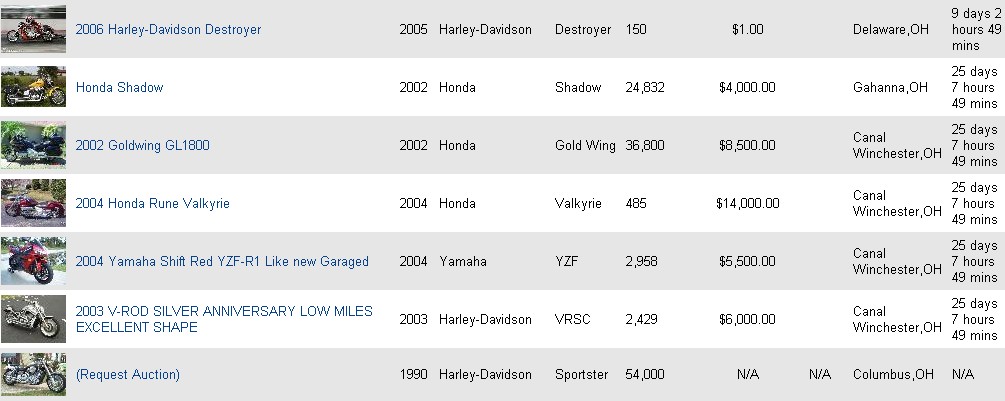 2006 Harley-Davidson Destroyer 2005 Harley-Davidson Destroyer 150 $1.00 Delaware,OH 9 days 2 hours 49 mins
Honda Shadow 2002 Honda Shadow 24,832 $4,000.00 Gahanna,OH 25 days 7 hours 49 mins
2002 Goldwing GL1800 2002 Honda Gold Wing 36,800 $8,500.00 Canal Winchester,OH 25 days 7 hours 49 mins
2004 Honda Rune Valkyrie 2004 Honda Valkyrie 485 $14,000.00 Canal Winchester,OH 25 days 7 hours 49 mins
2004 Yamaha Shift Red YZF-R1 Like new Garaged 2004 Yamaha YZF 2,958 $5,500.00 Canal Winchester,OH 25 days 7 hours 49 mins
2003 V-ROD SILVER ANNIVERSARY LOW MILES EXCELLENT SHAPE 2003 Harley-Davidson VRSC 2,429 $6,000.00 Canal Winchester,OH 25 days 7 hours 49 mins
(Request Auction) 1990 Harley-Davidson Sportster 54,000 N/A N/A Columbus,OH N/A